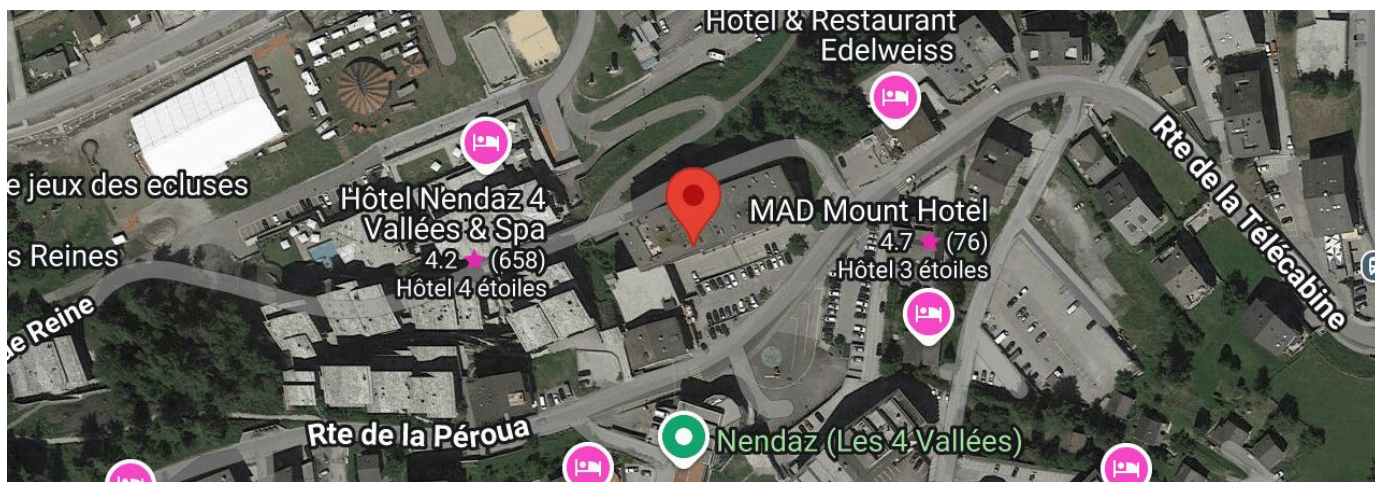 Hôtel & Restaurant
Edelweiss
e jeux des ecluses
Hôtel Nendaz 4
Vallées & Spa
4.2 ★ (658)
Hôtel 4 étoiles
MAD Mount Hotel
4.7 ★ (76)
Hôtel 3 étoiles
Rte de la Télécabine
s Reines
de Reine
Rte de la Péroua
Nendaz (Les 4 Vallées)